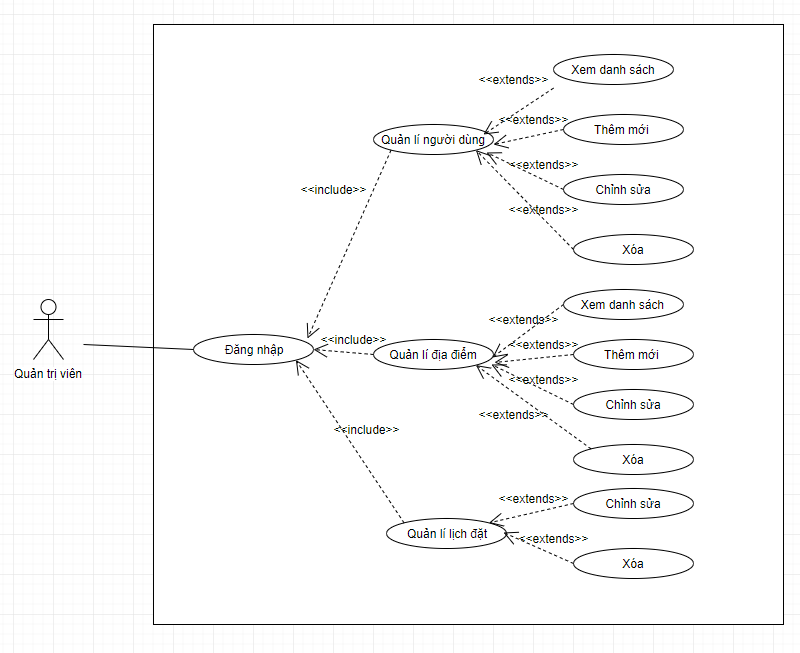 Xem danh sách
<<extends>>
Thêm mới
<<extends>>
Quản lí người dùng
<<extends>>
Chỉnh sửa
<<include>>
<<extends>>
Xóa
Xem danh sách
<<extends>>
Đăng nhập
<<include>>
Quản lí địa điểm
<<extends>>
Thêm mới
Quản trị viên
<<extends>>
Chỉnh sửa
<<extends>>
<<include>>
Xóa
<<extends>>
Chỉnh sửa
Quản lí lịch đặt
<<extends>>
Xóa